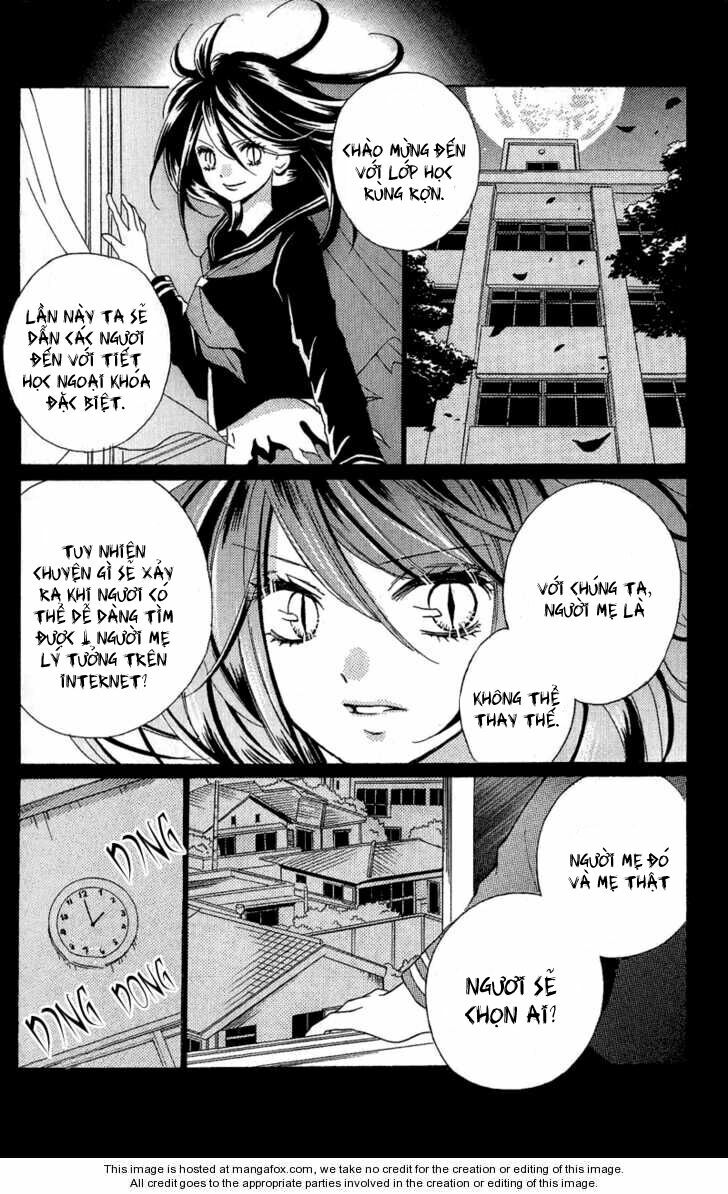 CHÀO MỪNG ĐẾN
VỚI LỚP HỌC
RÙNG RỢN.
LẦN NÀY TA SẼ
DẪN CÁC NGƯƠI
ĐẾN VỚI TIẾT
HỌC NGOẠI KHÓA
ĐẶC BIỆT.
VỚI CHÚNG TA,
NGƯỜI MẸ LÀ
KHÔNG THỂ
THAY THẾ.
TUY NHIÊN
CHUYỆN GÌ SẼ XẢY
RA KHI NGƯƠI CÓ
THỂ DỄ DÀNG TÌM
ĐƯỢC 1 NGƯỜI MẸ
LÝ TƯỞNG TRÊN
INTERNET?
NGƯỜI MẸ ĐÓ
VÀ MẸ THẬT
NGƯƠI SẼ
CHỌN AI?
DING
DONG
DING
This image is hosted at mangafox.com, we take no credit for the creation or editing of this image.
All credit goes to the appropriate parties involved in the creation or editing of this image.